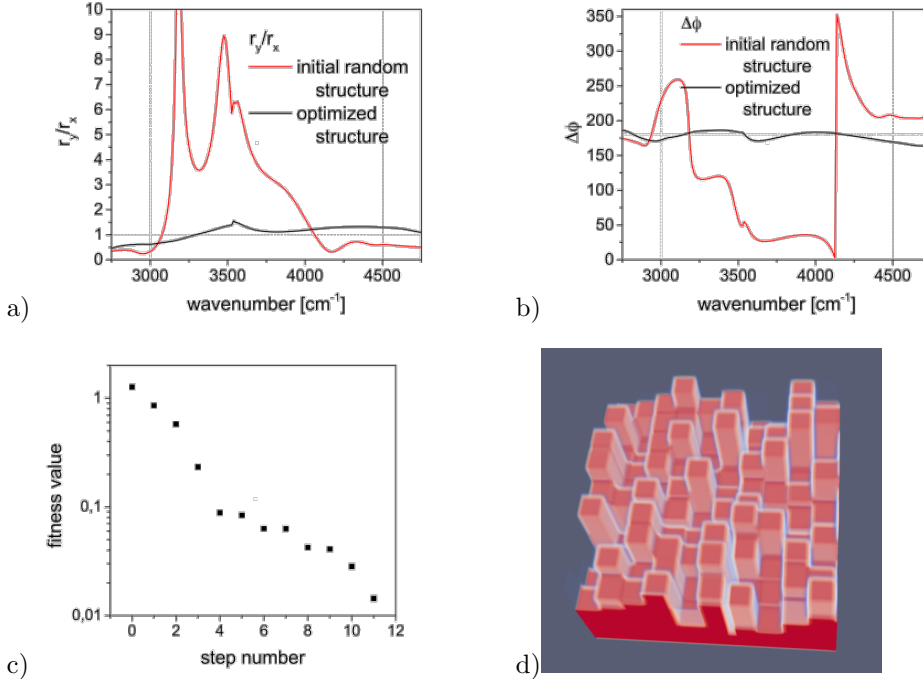 10
9
8
7
6
5
4
3
2
1
0
r_y/r_x
r_y/r_x
initial random
structure
optimized
structure
3000 3500 4000 4500
wavenumber [cm⁻¹]
a)
350
300
250
200
150
100
50
0
Δϕ
Δϕ
initial random
structure
optimized
structure
3000 3500 4000 4500
wavenumber [cm⁻¹]
b)
1
0,1
0,01
fitness value
0 2 4 6 8 10 12
step number
c)
d)